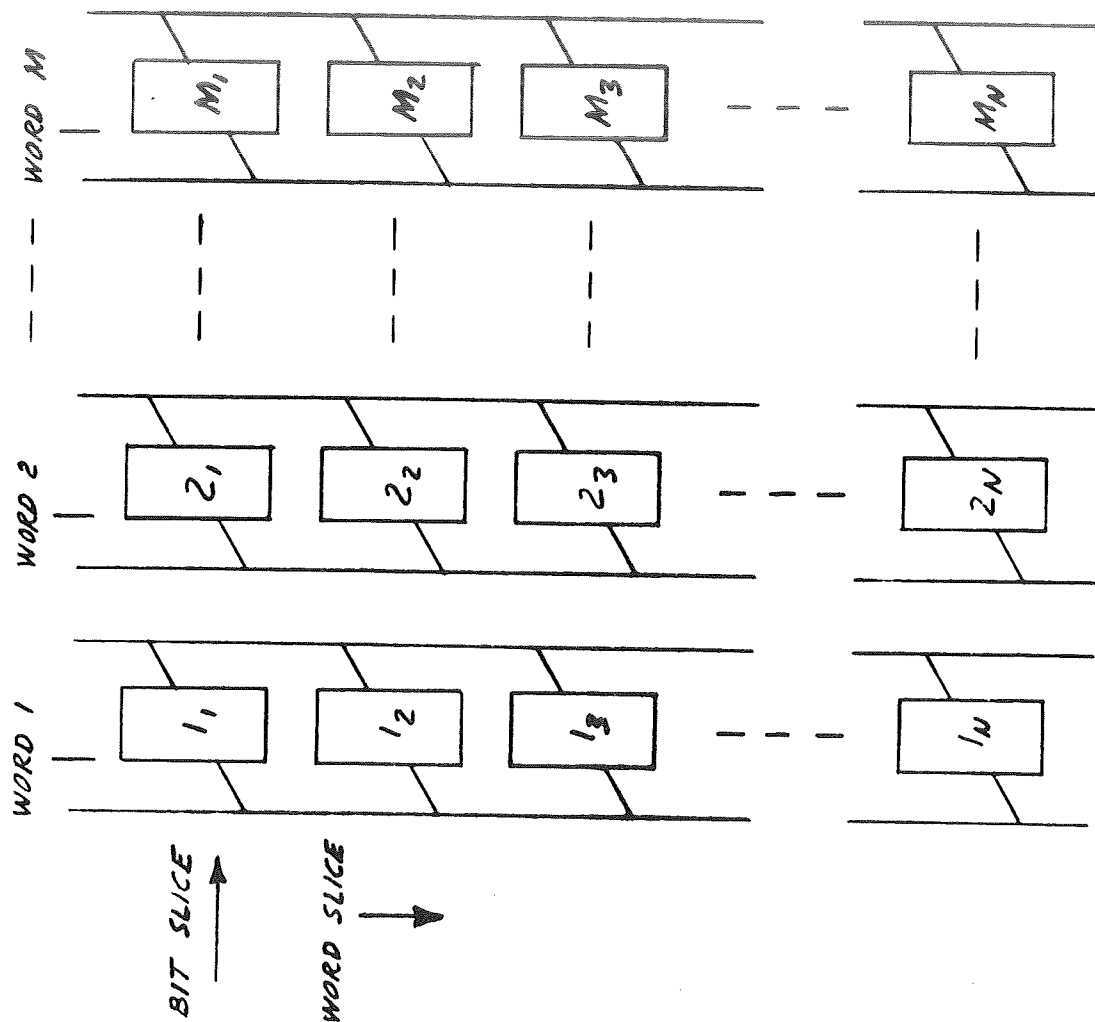 WORD 1 WORD 2 WORD M
BIT SLICE
1₁ 2₁ M₁
WORD SLICE
1₂ 2₂ M₂
1₃ 2₃ M₃
1N 2N MN